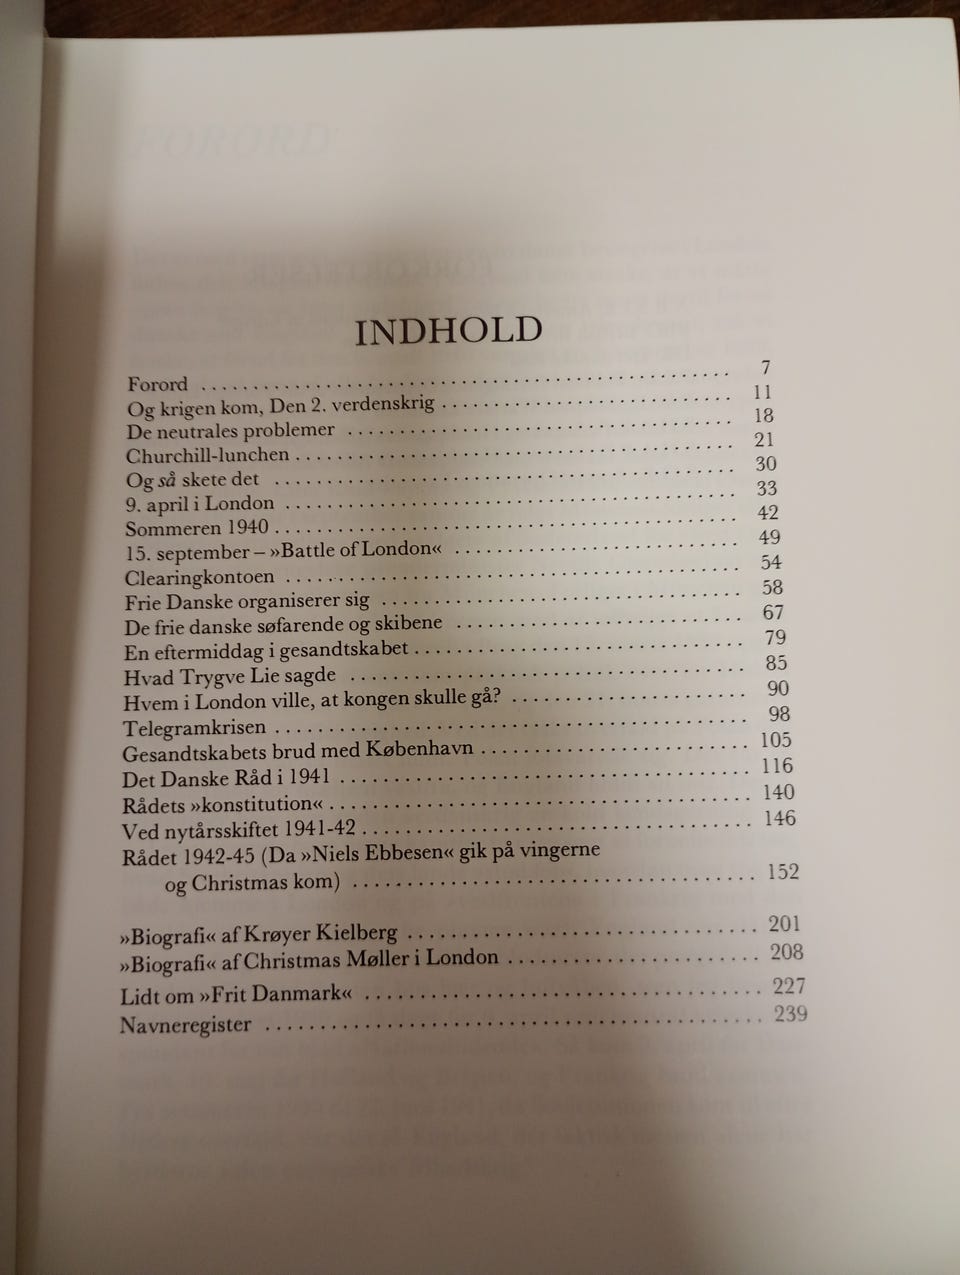 INDHOLD
Forord ........................................ 7
Og krigen kom, Den 2. verdenskrig ........................................ 11
De neutrales problemer ........................................ 18
Churchill-lunchen ........................................ 21
Og så skete det ........................................ 30
9. april i London ........................................ 33
Sommeren 1940 ........................................ 42
15. september – »Battle of London« ........................................ 49
Clearingkontoen ........................................ 54
Frie Danske organiserer sig ........................................ 58
De frie danske søfarende og skibene ........................................ 67
En eftermiddag i gesandtskabet ........................................ 79
Hvad Trygve Lie sagde ........................................ 85
Hvem i London ville, at kongen skulle gå? ........................................ 90
Telegramkrisen ........................................ 98
Gesandtskabets brud med København ........................................ 105
Det Danske Råd i 1941 ........................................ 116
Rådets »konstitution« ........................................ 140
Ved nytårsskiftet 1941-42 ........................................ 146
Rådet 1942-45 (Da »Niels Ebbesen« gik på vingerne
og Christmas kom) ........................................ 152
»Biografi« af Krøyer Kielberg ........................................ 201
»Biografi« af Christmas Møller i London ........................................ 208
Lidt om »Frit Danmark« ........................................ 227
Navneregister ........................................ 239